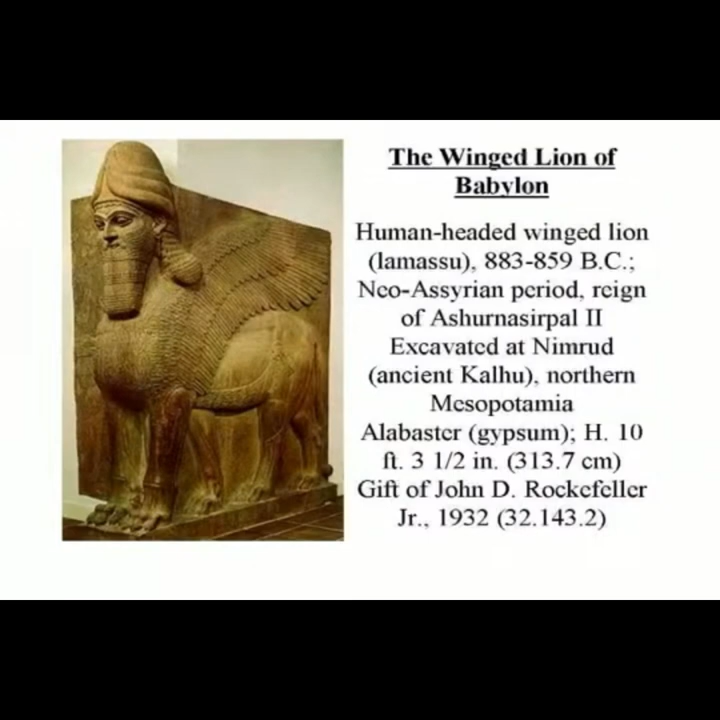 The Winged Lion of
Babylon
Human-headed winged lion
(lamassu), 883-859 B.C.;
Neo-Assyrian period, reign
of Ashurnasirpal II
Excavated at Nimrud
(ancient Kalhu), northern
Mesopotamia
Alabaster (gypsum); H. 10
ft. 3 1/2 in. (313.7 cm)
Gift of John D. Rockefeller
Jr., 1932 (32.143.2)